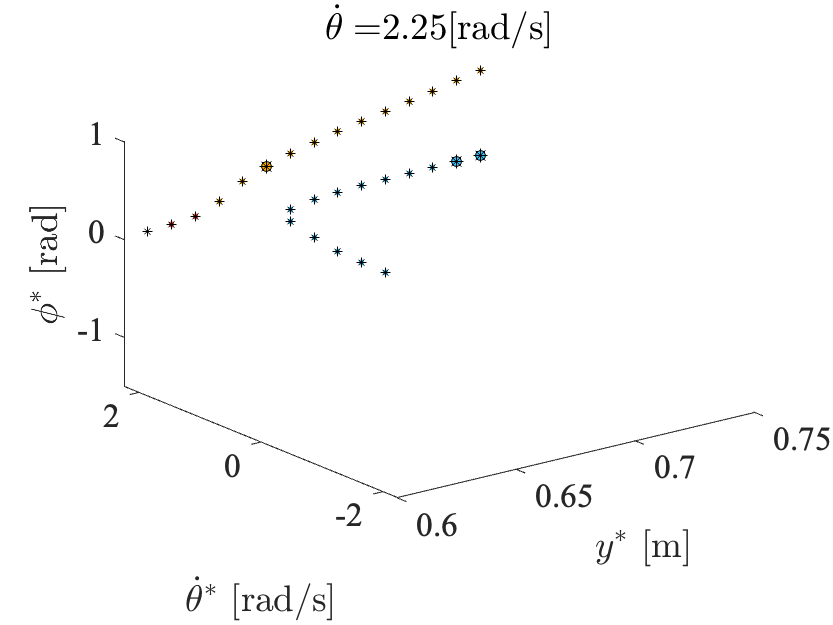 θ̇ =2.25[rad/s]
1
0
-1
ϕ* [rad]
2
0
-2
θ̇* [rad/s]
0.6
0.65
0.7
0.75
y* [m]